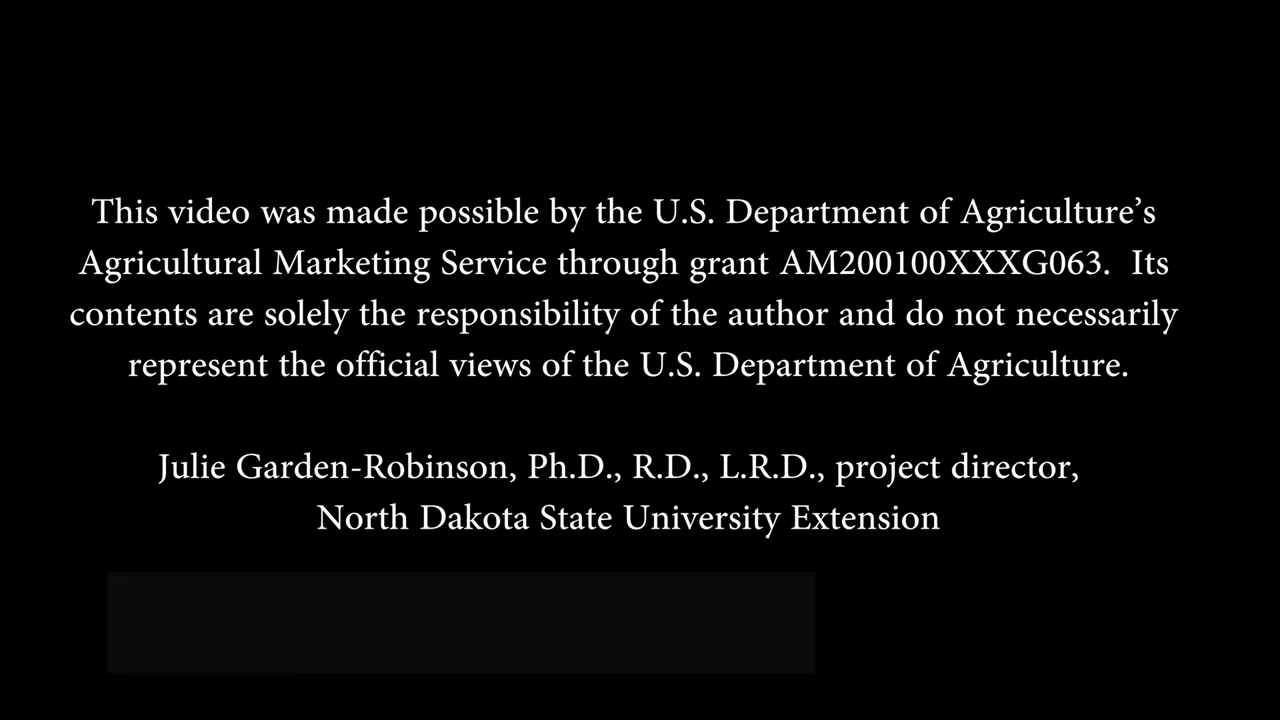 This video was made possible by the U.S. Department of Agriculture’s
Agricultural Marketing Service through grant AM200100XXXG063.  Its
contents are solely the responsibility of the author and do not necessarily
represent the official views of the U.S. Department of Agriculture.
Julie Garden-Robinson, Ph.D., R.D., L.R.D., project director,
North Dakota State University Extension